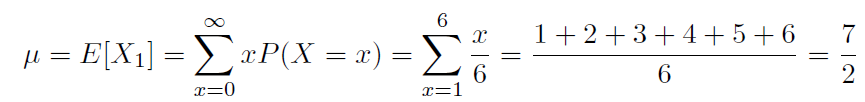 μ = E[X₁] = ∑_{x=0}^{∞} xP(X = x) = ∑_{x=1}^{6} x/6 = (1 + 2 + 3 + 4 + 5 + 6)/6 = 7/2